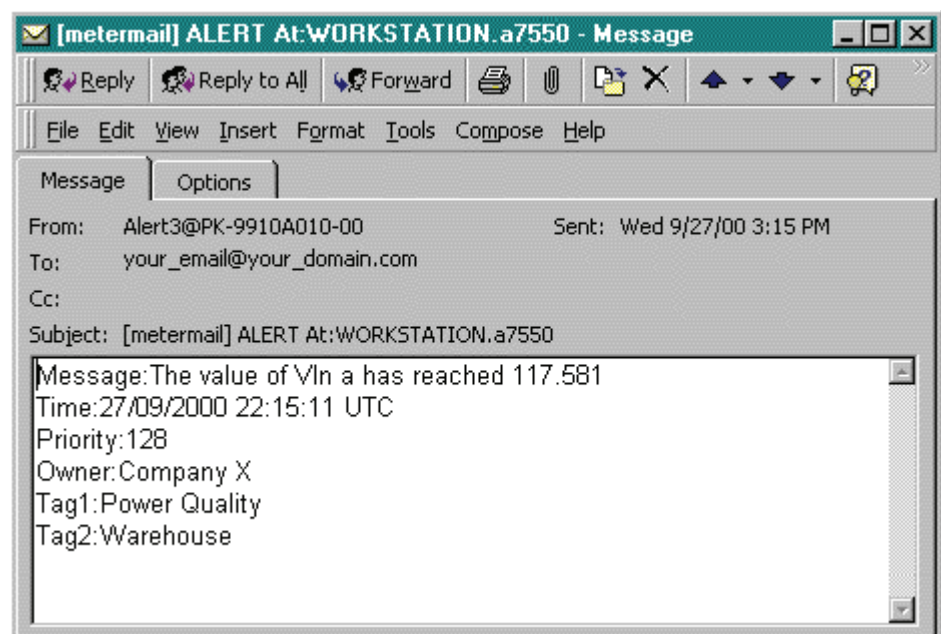 [metermail] ALERT At:WORKSTATION.a7550 - Message
Reply Reply to All Forward
File Edit View Insert Format Tools Compose Help
Message Options
From: Alert3@PK-9910A010-00 Sent: Wed 9/27/00 3:15 PM
To: your_email@your_domain.com
Cc:
Subject: [metermail] ALERT At:WORKSTATION.a7550
Message:The value of Vln a has reached 117.581
Time:27/09/2000 22:15:11 UTC
Priority:128
Owner:Company X
Tag1:Power Quality
Tag2:Warehouse